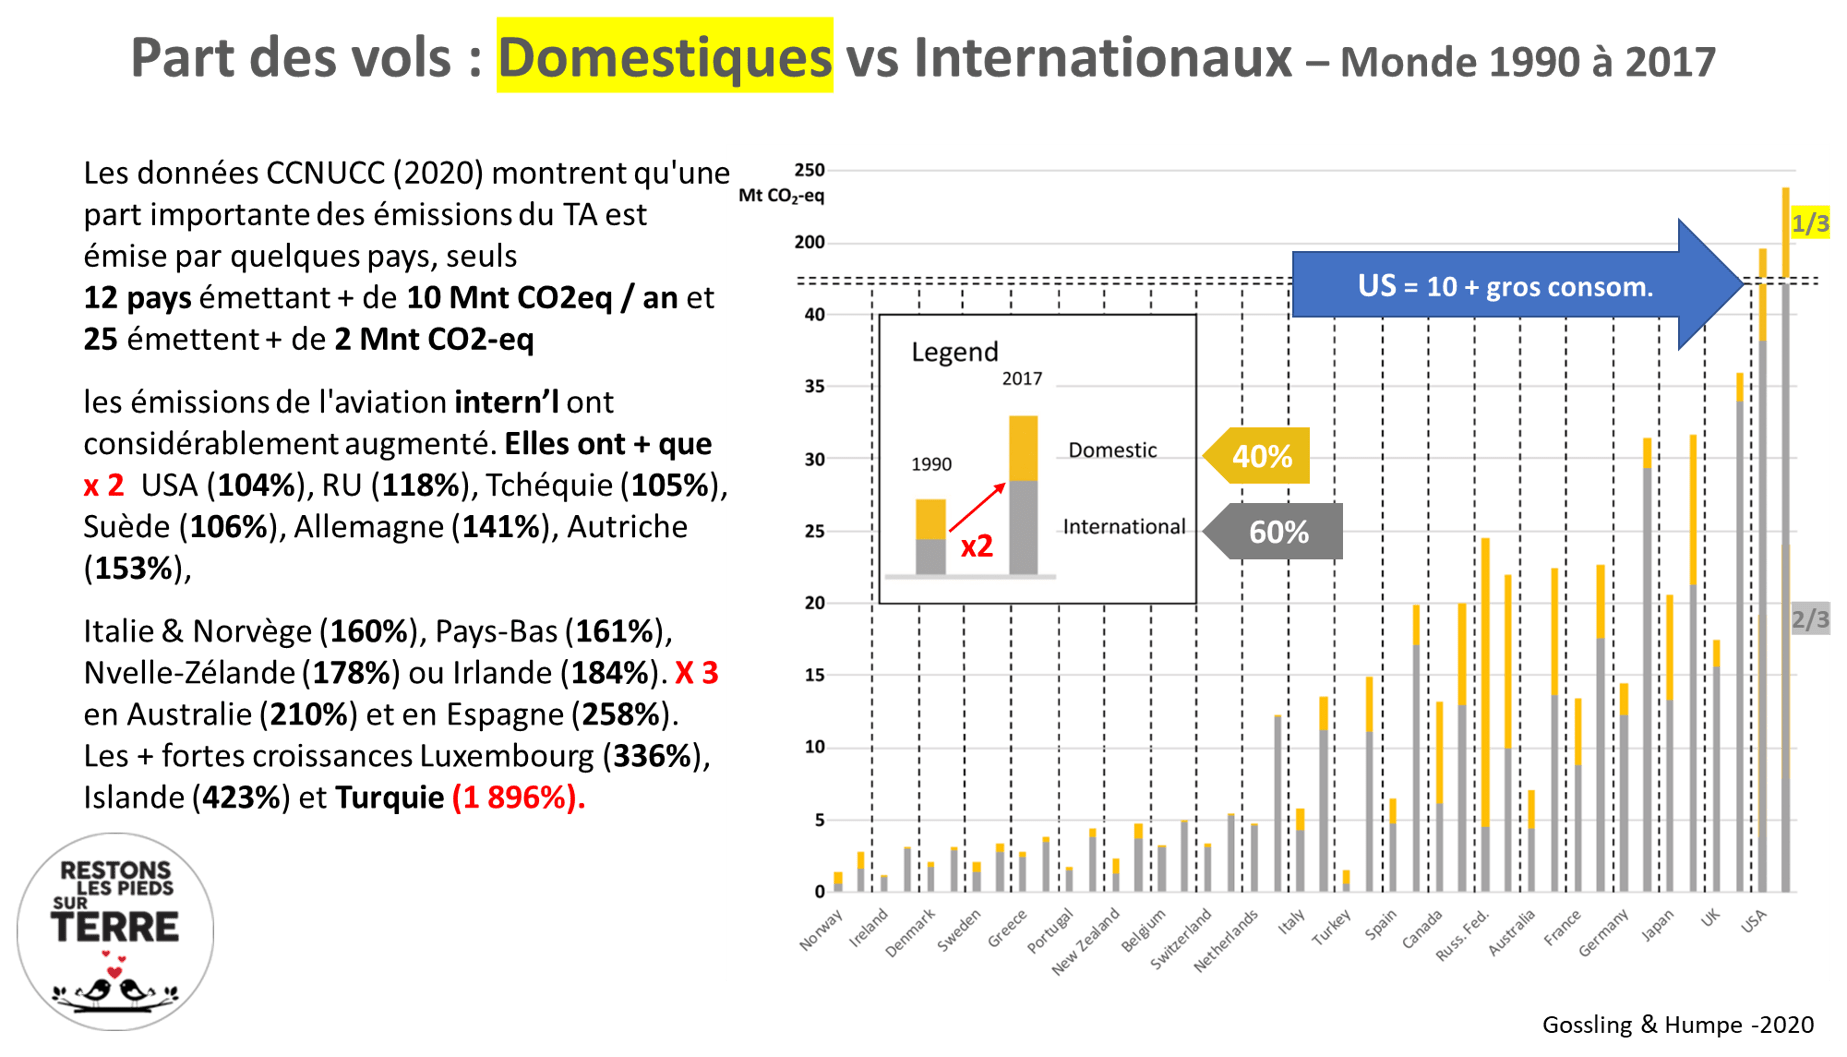 Part des vols : Domestiques vs Internationaux – Monde 1990 à 2017
Les données CCNUCC (2020) montrent qu'une
part importante des émissions du TA est
émise par quelques pays, seuls
12 pays émettant + de 10 Mnt CO2eq / an et
25 émettent + de 2 Mnt CO2-eq
les émissions de l'aviation intern’l ont
considérablement augmenté. Elles ont + que
x 2 USA (104%), RU (118%), Tchéquie (105%),
Suède (106%), Allemagne (141%), Autriche
(153%),
Italie & Norvège (160%), Pays-Bas (161%),
Nvelle-Zélande (178%) ou Irlande (184%). X 3
en Australie (210%) et en Espagne (258%).
Les + fortes croissances Luxembourg (336%),
Islande (423%) et Turquie (1 896%).
RESTONS
LES PIEDS
SUR
TERRE
250
Mt CO₂-eq
200
40
35
30
25
20
15
10
5
0
US = 10 + gros consom.
1/3
2/3
Legend
2017
1990
Domestic
International
x2
40%
60%
Norway
Ireland
Denmark
Sweden
Greece
Portugal
New Zealand
Belgium
Switzerland
Netherlands
Italy
Turkey
Spain
Canada
Russ. Fed.
Australia
France
Germany
Japan
UK
USA
Gossling & Humpe -2020